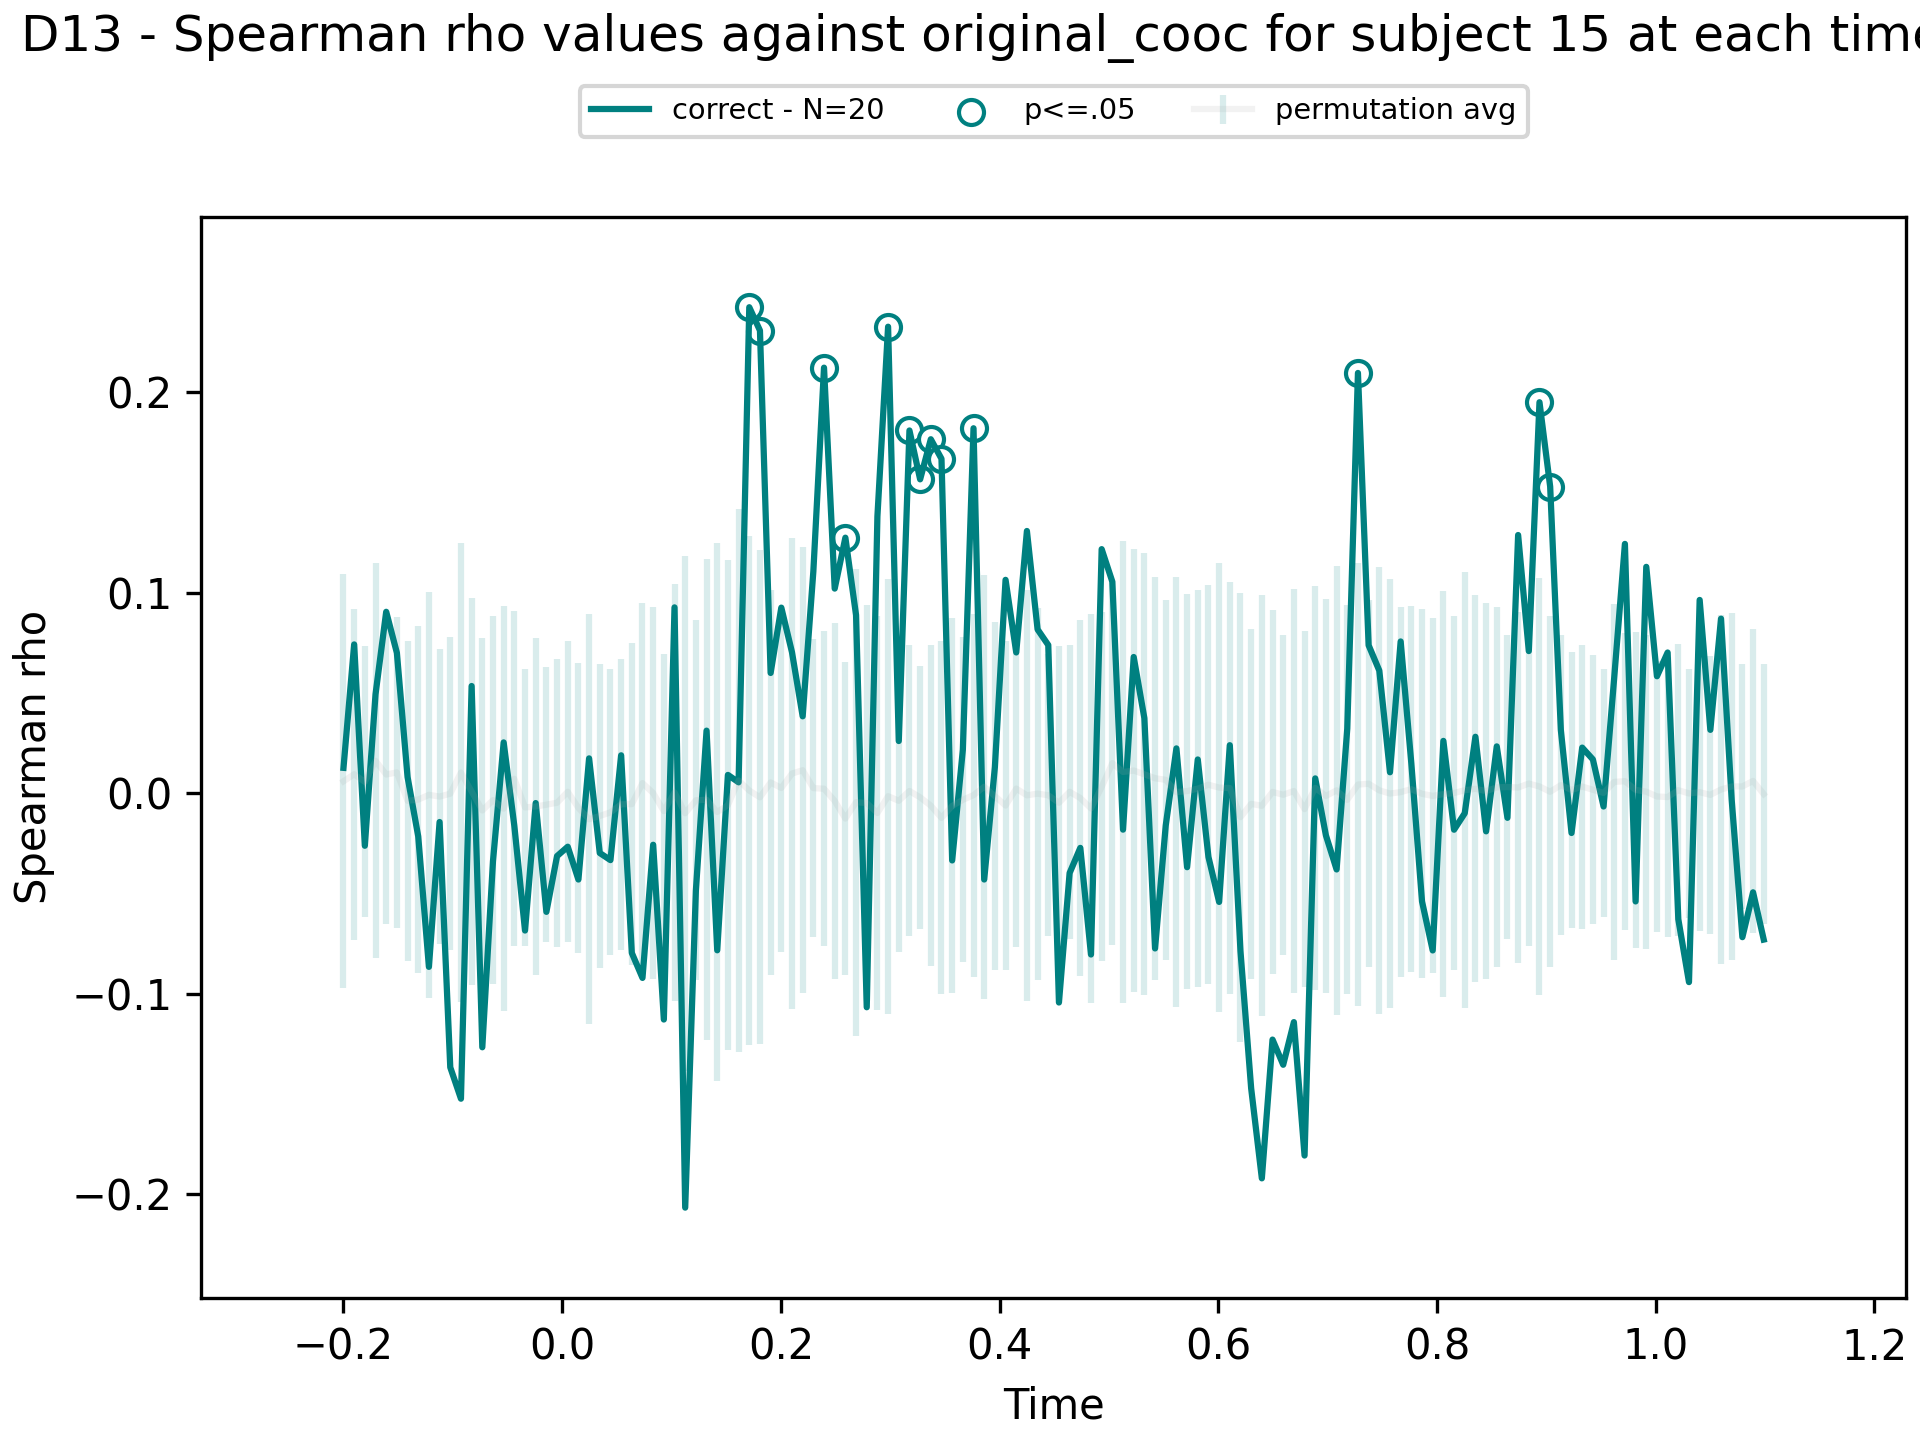 D13 - Spearman rho values against original_cooc for subject 15 at each time
correct - N=20
p<=.05
permutation avg
Spearman rho
0.2
0.1
0.0
−0.1
−0.2
−0.2
0.0
0.2
0.4
0.6
0.8
1.0
1.2
Time